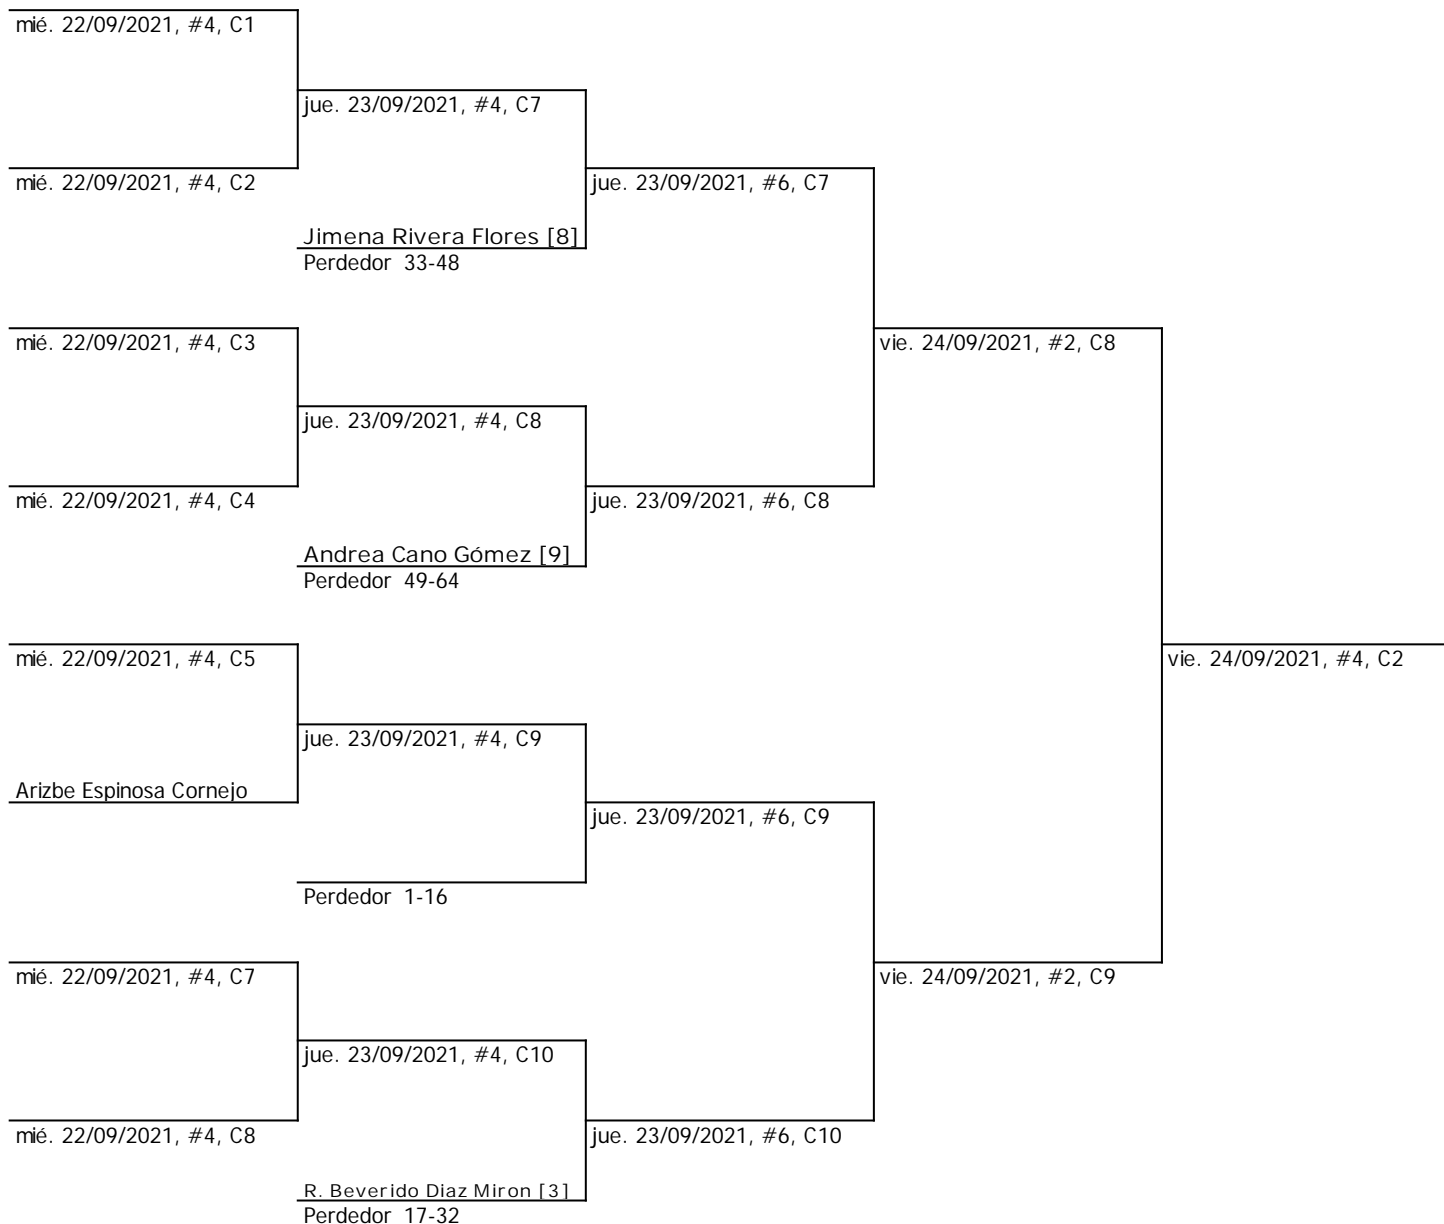 mié. 22/09/2021, #4, C1
jue. 23/09/2021, #4, C7
mié. 22/09/2021, #4, C2
jue. 23/09/2021, #6, C7
Jimena Rivera Flores [8]
Perdedor 33-48
mié. 22/09/2021, #4, C3
vie. 24/09/2021, #2, C8
jue. 23/09/2021, #4, C8
mié. 22/09/2021, #4, C4
jue. 23/09/2021, #6, C8
Andrea Cano Gómez [9]
Perdedor 49-64
mié. 22/09/2021, #4, C5
vie. 24/09/2021, #4, C2
jue. 23/09/2021, #4, C9
Arizbe Espinosa Cornejo
jue. 23/09/2021, #6, C9
Perdedor 1-16
mié. 22/09/2021, #4, C7
vie. 24/09/2021, #2, C9
jue. 23/09/2021, #4, C10
mié. 22/09/2021, #4, C8
jue. 23/09/2021, #6, C10
R. Beverido Diaz Miron [3]
Perdedor 17-32